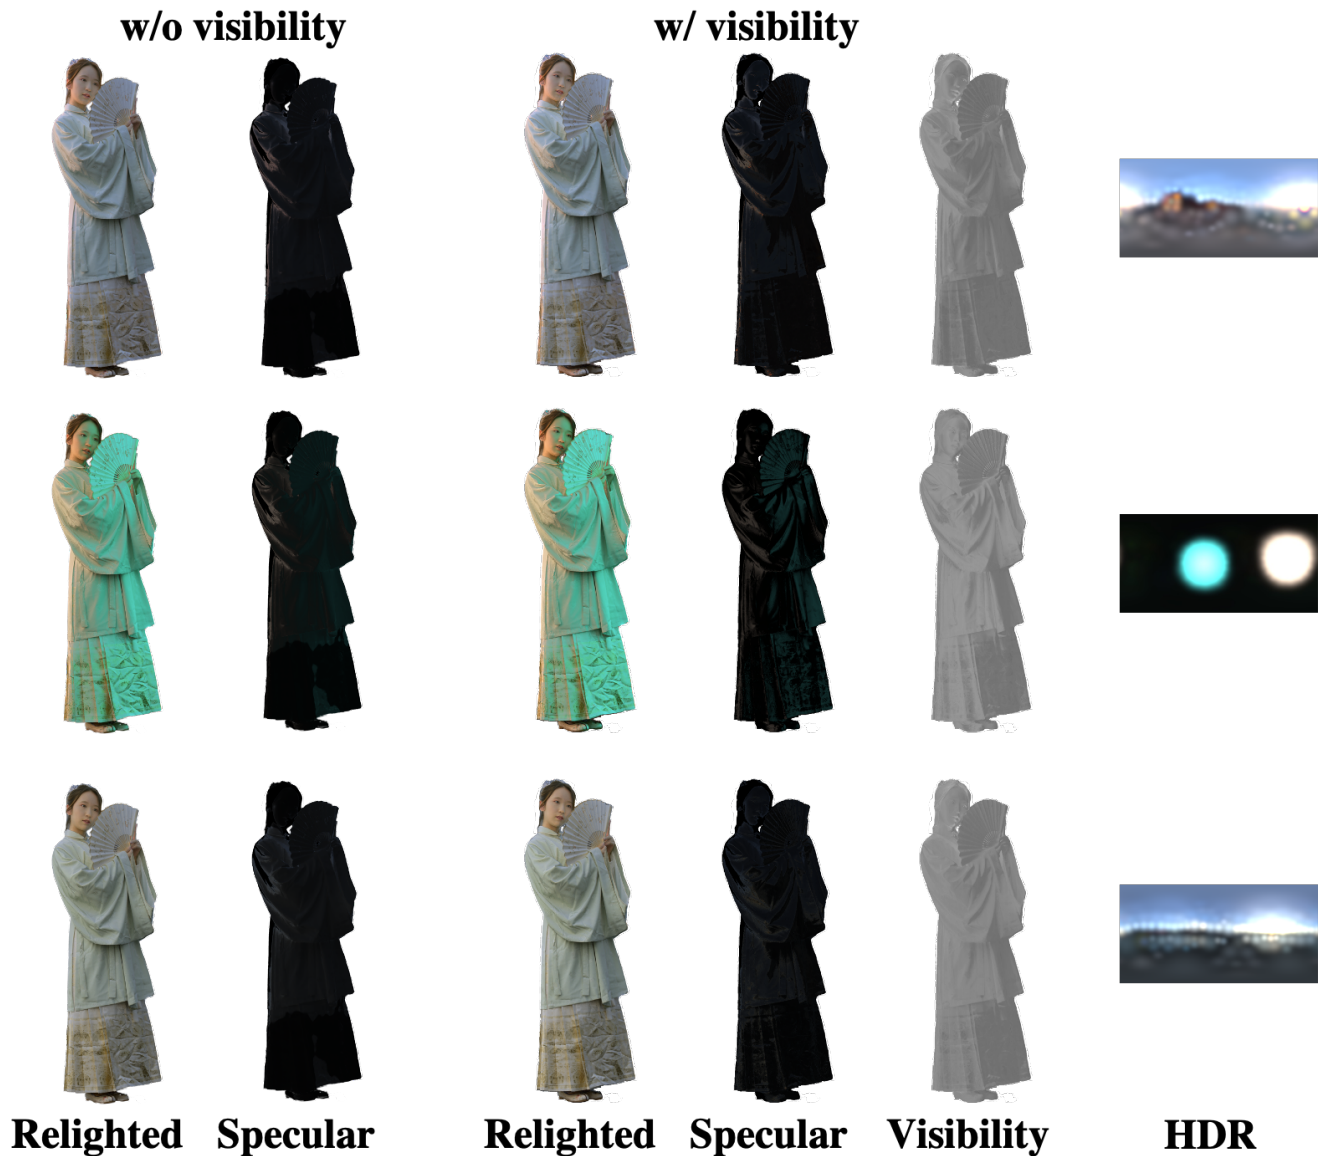 w/o visibility
w/ visibility
Relighted
Specular
Relighted
Specular
Visibility
HDR